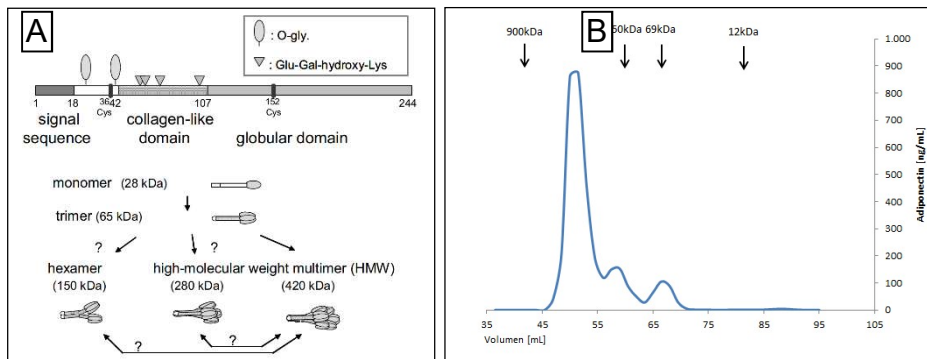 A
: O-gly.
: Glu-Gal-hydroxy-Lys
1 18 36 42 107 152 244
Cys Cys
signal sequence
collagen-like domain
globular domain
monomer (28 kDa)
trimer (65 kDa)
? ?
hexamer
(150 kDa)
high-molecular weight multimer (HMW)
(280 kDa) (420 kDa)
? ?
B
900kDa 69kDa 12kDa
1.000
900
800
700
600
500
400
300
200
100
0
Adiponectin [ng/mL]
35 45 55 65 75 85 95 105
Volumen [mL]